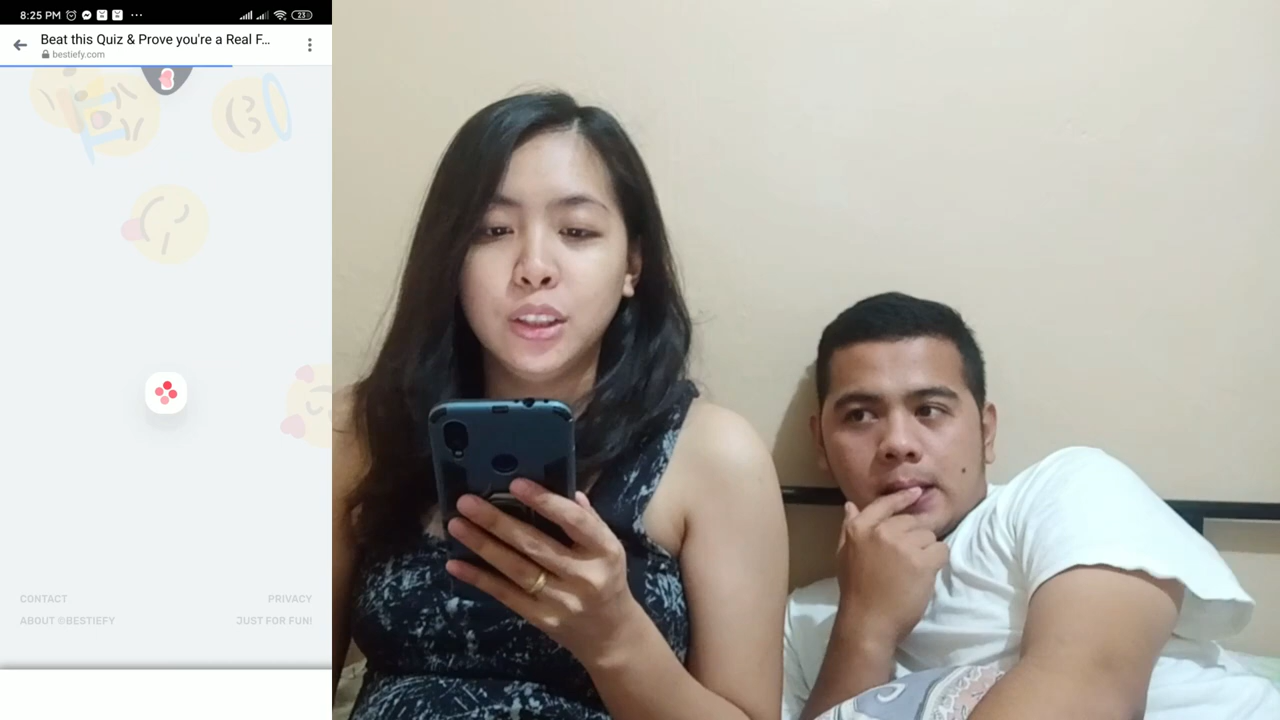 8:25 PM
23
Beat this Quiz & Prove you're a Real F...
bestiefy.com
CONTACT
PRIVACY
ABOUT ©BESTIEFY
JUST FOR FUN!